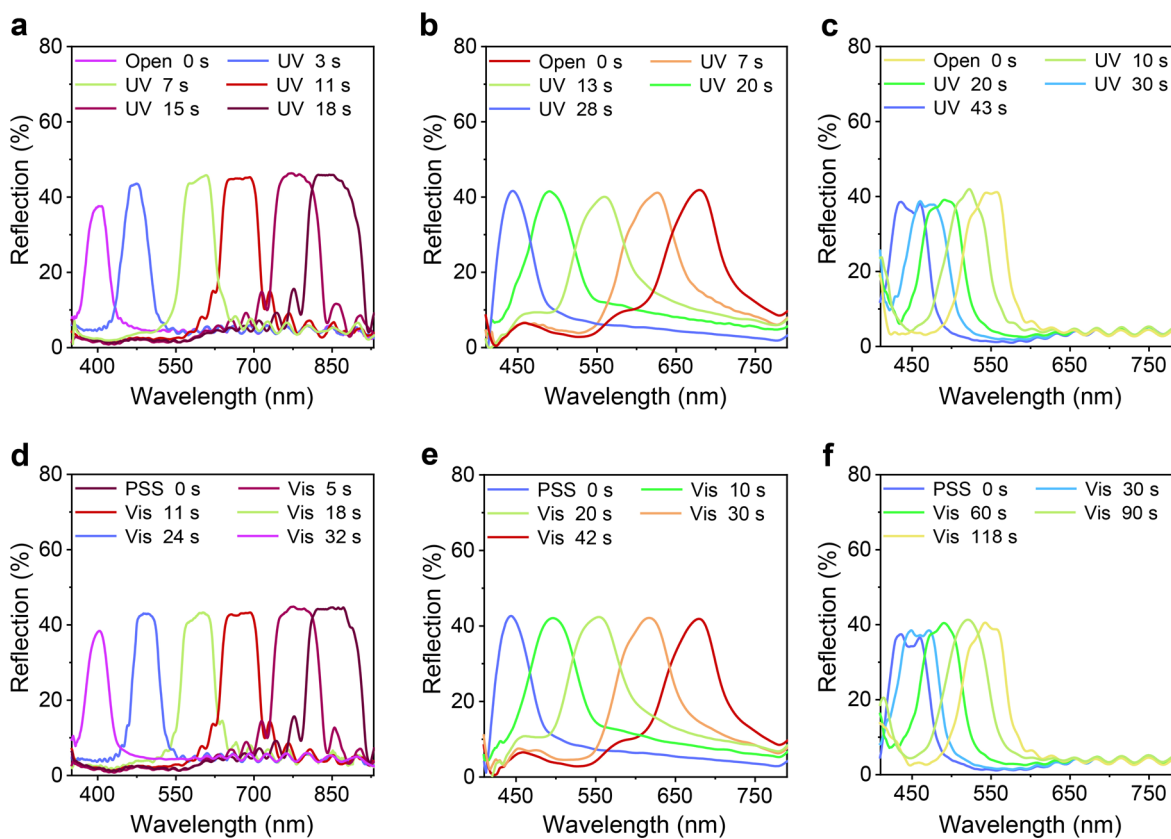 a
80
60
40
20
0
Reflection (%)
Open 0 s
UV 3 s
UV 7 s
UV 11 s
UV 15 s
UV 18 s
400 550 700 850
Wavelength (nm)
b
80
60
40
20
0
Reflection (%)
Open 0 s
UV 7 s
UV 13 s
UV 20 s
UV 28 s
450 550 650 750
Wavelength (nm)
c
80
60
40
20
0
Reflection (%)
Open 0 s
UV 10 s
UV 20 s
UV 30 s
UV 43 s
450 550 650 750
Wavelength (nm)
d
80
60
40
20
0
Reflection (%)
PSS 0 s
Vis 5 s
Vis 11 s
Vis 18 s
Vis 24 s
Vis 32 s
400 550 700 850
Wavelength (nm)
e
80
60
40
20
0
Reflection (%)
PSS 0 s
Vis 10 s
Vis 20 s
Vis 30 s
Vis 42 s
450 550 650 750
Wavelength (nm)
f
80
60
40
20
0
Reflection (%)
PSS 0 s
Vis 30 s
Vis 60 s
Vis 90 s
Vis 118 s
450 550 650 750
Wavelength (nm)